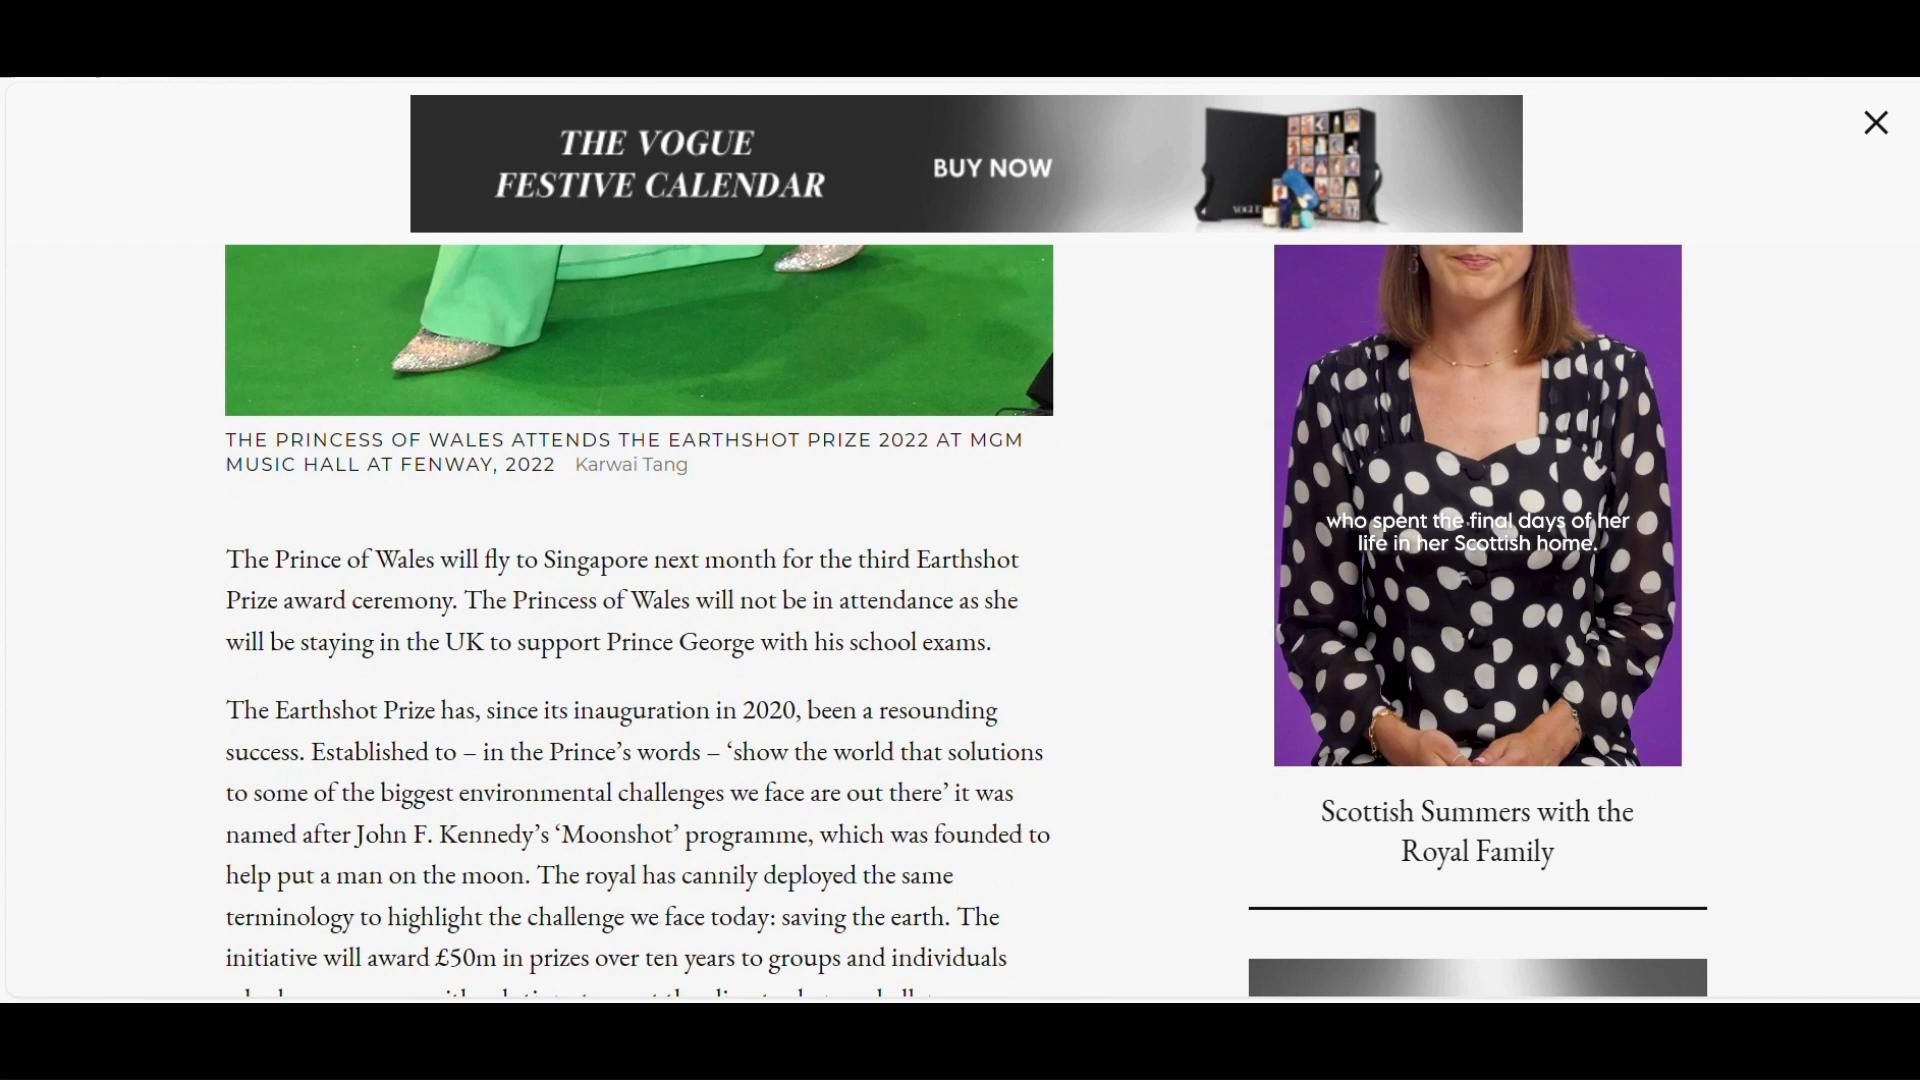 THE VOGUE
FESTIVE CALENDAR
BUY NOW
VOGUE
THE PRINCESS OF WALES ATTENDS THE EARTHSHOT PRIZE 2022 AT MGM
MUSIC HALL AT FENWAY, 2022 Karwai Tang
The Prince of Wales will fly to Singapore next month for the third Earthshot
Prize award ceremony. The Princess of Wales will not be in attendance as she
will be staying in the UK to support Prince George with his school exams.
The Earthshot Prize has, since its inauguration in 2020, been a resounding
success. Established to – in the Prince’s words – ‘show the world that solutions
to some of the biggest environmental challenges we face are out there’ it was
named after John F. Kennedy’s ‘Moonshot’ programme, which was founded to
help put a man on the moon. The royal has cannily deployed the same
terminology to highlight the challenge we face today: saving the earth. The
initiative will award £50m in prizes over ten years to groups and individuals
who spent the final days of her
life in her Scottish home.
Scottish Summers with the
Royal Family